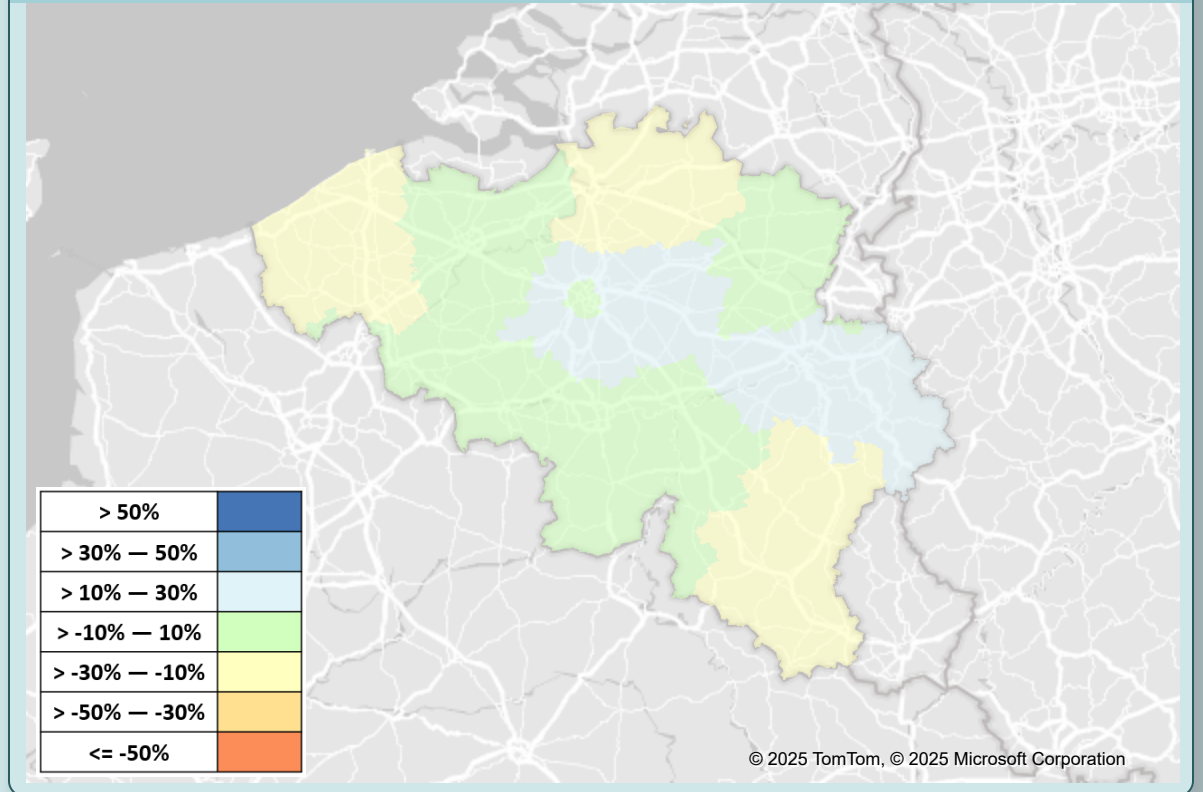 > 50%
> 30% — 50%
> 10% — 30%
> -10% — 10%
> -30% — -10%
> -50% — -30%
<= -50%
© 2025 TomTom, © 2025 Microsoft Corporation